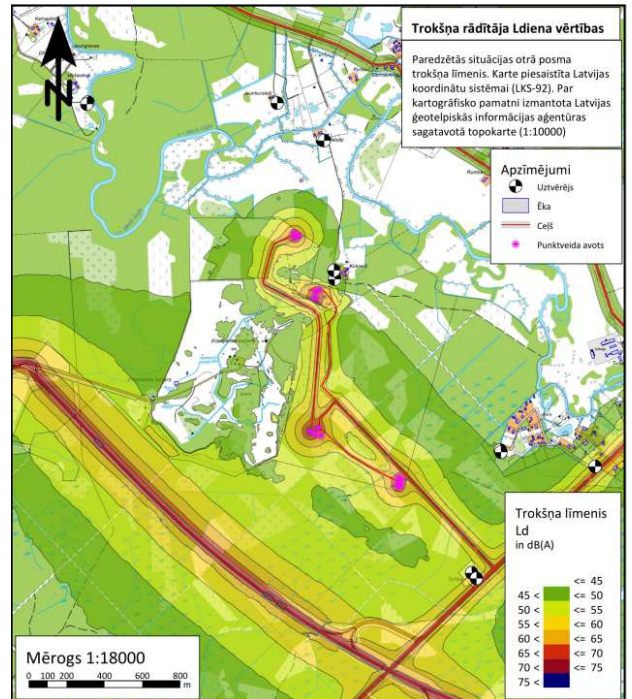 Trokšņa rādītāja Ldiena vērtības
Paredzētās situācijas otrā posma
trokšņa līmenis. Karte piesaistīta Latvijas
koordinātu sistēmai (LKS-92). Par
kartogrāfisko pamatni izmantota Latvijas
ģeotelpiskās informācijas aģentūras
sagatavotā topokarte (1:10000)
Apzīmējumi
Uztvērējs
Ēka
Ceļš
Punktveida avots
N
Trokšņa līmenis
Ld
in dB(A)
<= 45
45 < <= 50
50 < <= 55
55 < <= 60
60 < <= 65
65 < <= 70
70 < <= 75
75 <
Mērogs 1:18000
0 100 200 400 600 800
m